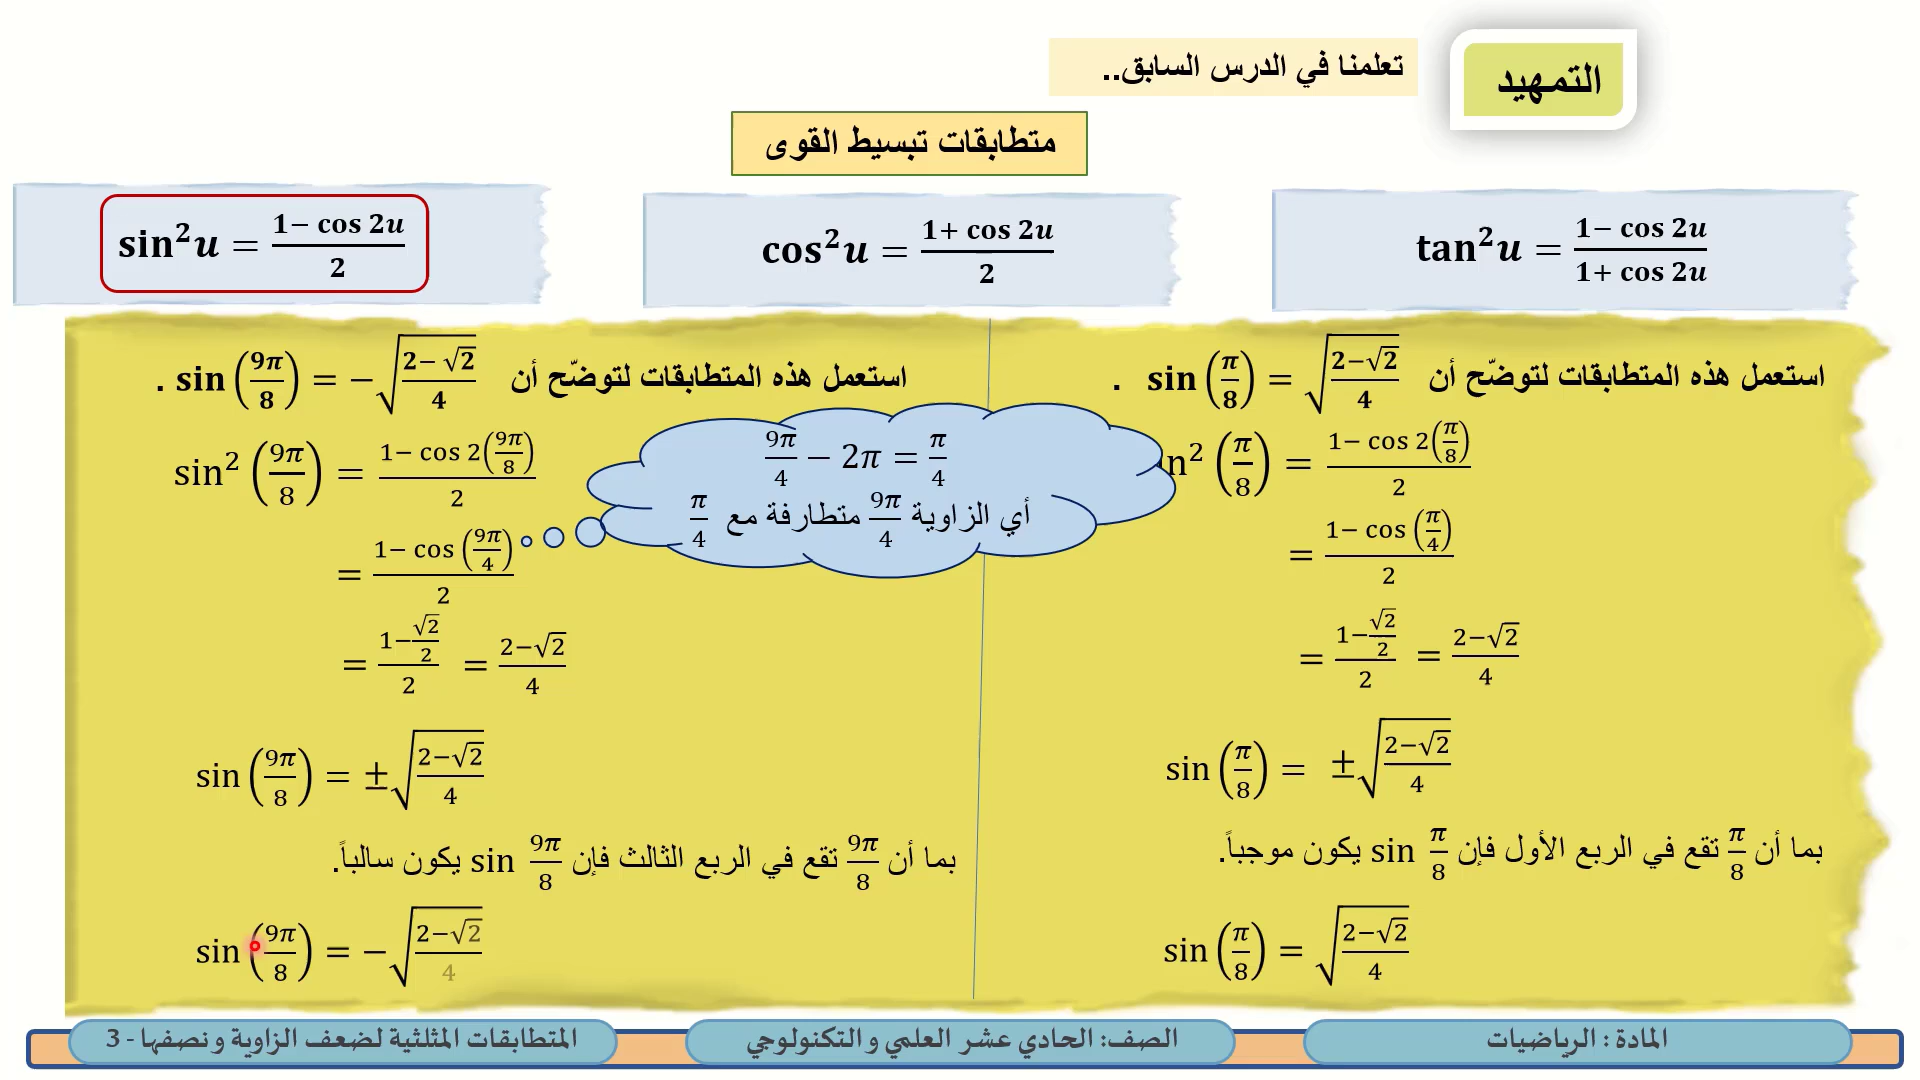 التمهيد
تعلمنا في الدرس السابق..
متطابقات تبسيط القوى
sin²u = (1− cos 2u)/2
cos²u = (1+ cos 2u)/2
tan²u = (1− cos 2u)/(1+ cos 2u)
استعمل هذه المتطابقات لتوضّح أن sin(π/8) = √((2−√2)/4) .
n²(π/8) = (1− cos 2(π/8))/2
= (1− cos (π/4))/2
= (1−√2/2)/2 = (2−√2)/4
sin(π/8) = ±√((2−√2)/4)
بما أن π/8 تقع في الربع الأول فإن sin π/8 يكون موجباً.
sin(π/8) = √((2−√2)/4)
استعمل هذه المتطابقات لتوضّح أن sin(9π/8) = −√((2− √2)/4) .
sin²(9π/8) = (1− cos 2(9π/8))/2
= (1− cos (9π/4))/2
9π/4 − 2π = π/4
أي الزاوية 9π/4 متطارفة مع π/4
= (1−√2/2)/2 = (2−√2)/4
sin(9π/8) = ±√((2−√2)/4)
بما أن 9π/8 تقع في الربع الثالث فإن sin 9π/8 يكون سالباً.
sin(9π/8) = −√((2−√2)/4)
المادة : الرياضيات
الصف: الحادي عشر العلمي و التكنولوجي
المتطابقات المثلثية لضعف الزاوية ونصفها - 3